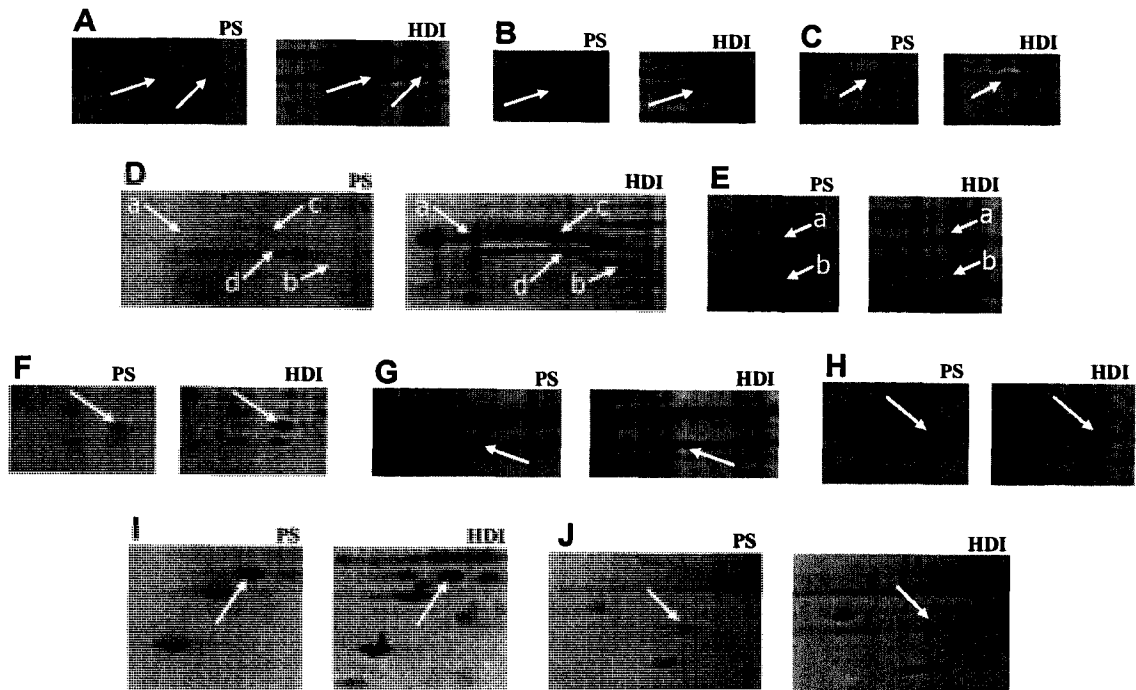 A PS HDI B PS HDI C PS HDI
D PS HDI E PS HDI
a c a c a a
d b d b b b
F PS HDI G PS HDI H PS HDI
I PS HDI J PS HDI